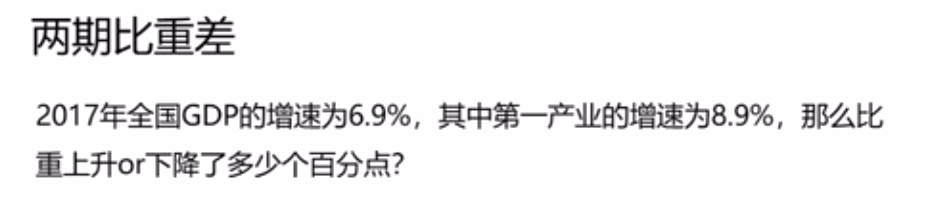 两期比重差
2017年全国GDP的增速为6.9%，其中第一产业的增速为8.9%，那么比
重上升or下降了多少个百分点?